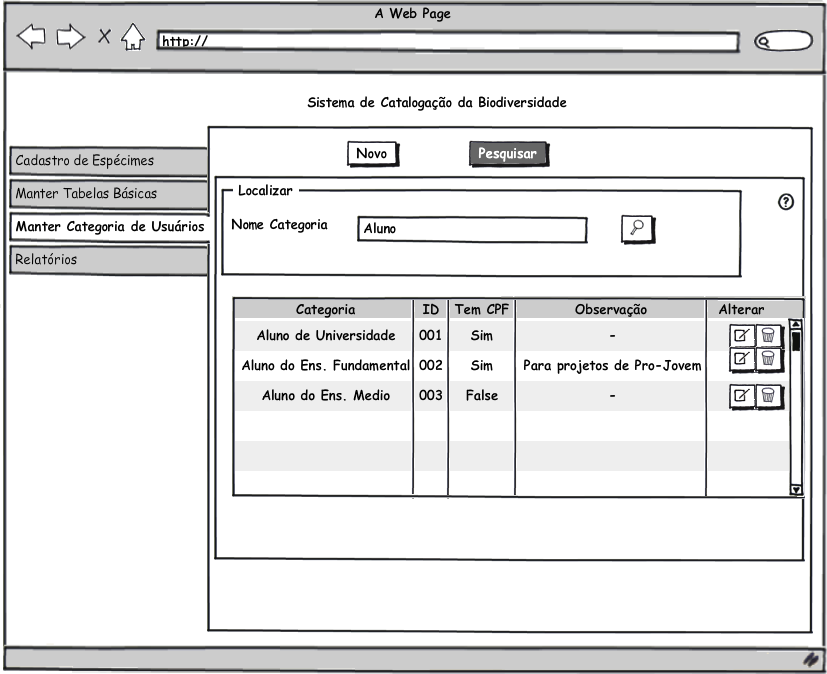 A Web Page
http://
Sistema de Catalogação da Biodiversidade
Cadastro de Espécimes
Manter Tabelas Básicas
Manter Categoria de Usuários
Relatórios
Novo Pesquisar
Localizar
?
Nome Categoria Aluno
Categoria ID Tem CPF Observação Alterar
Aluno de Universidade 001 Sim -
Aluno do Ens. Fundamental 002 Sim Para projetos de Pro-Jovem
Aluno do Ens. Medio 003 False -